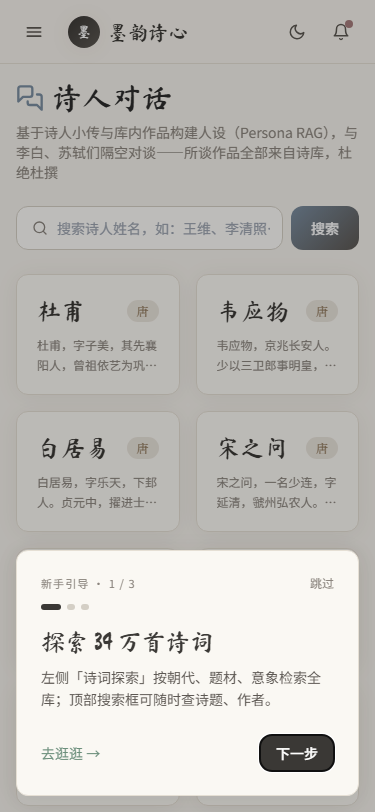 墨 墨韵诗心
诗人对话
基于诗人小传与库内作品构建人设（Persona RAG），与
李白、苏轼们隔空对谈——所谈作品全部来自诗库，杜
绝杜撰
搜索诗人姓名，如：王维、李清照· 搜索
杜甫 唐
杜甫，字子美，其先襄
阳人，曾祖依艺为巩…
韦应物 唐
韦应物，京兆长安人。
少以三卫郎事明皇，…
白居易 唐
白居易，字乐天，下邽
人。贞元中，擢进士…
宋之问 唐
宋之问，一名少连，字
延清，虢州弘农人。…
新手引导 · 1 / 3 跳过
探索 34 万首诗词
左侧「诗词探索」按朝代、题材、意象检索全
库；顶部搜索框可随时查诗题、作者。
去逛逛 → 下一步